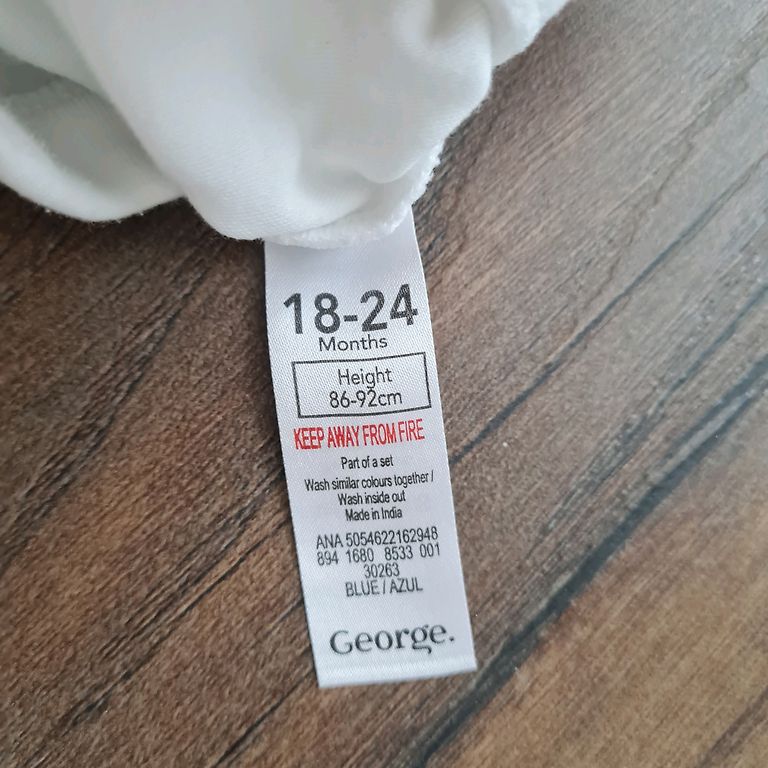 18-24
Months
Height
86-92cm
KEEP AWAY FROM FIRE
Part of a set
Wash similar colours together /
Wash inside out
Made in India
ANA 5054622162948
894 1680 8533 001
30263
BLUE / AZUL
George.